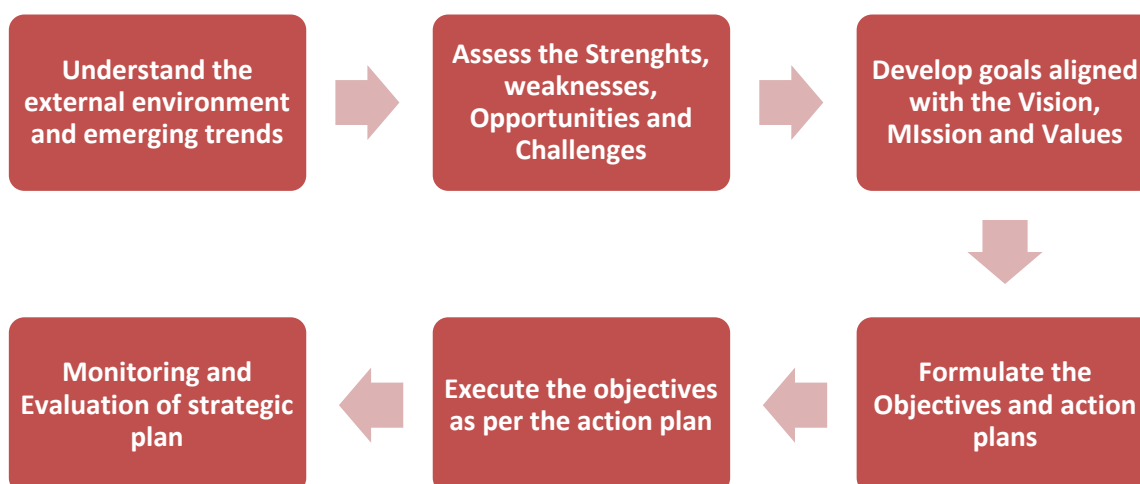 Understand the
external environment
and emerging trends
Assess the Strenghts,
weaknesses,
Opportunities and
Challenges
Develop goals aligned
with the Vision,
MIssion and Values
Formulate the
Objectives and action
plans
Execute the objectives
as per the action plan
Monitoring and
Evaluation of strategic
plan